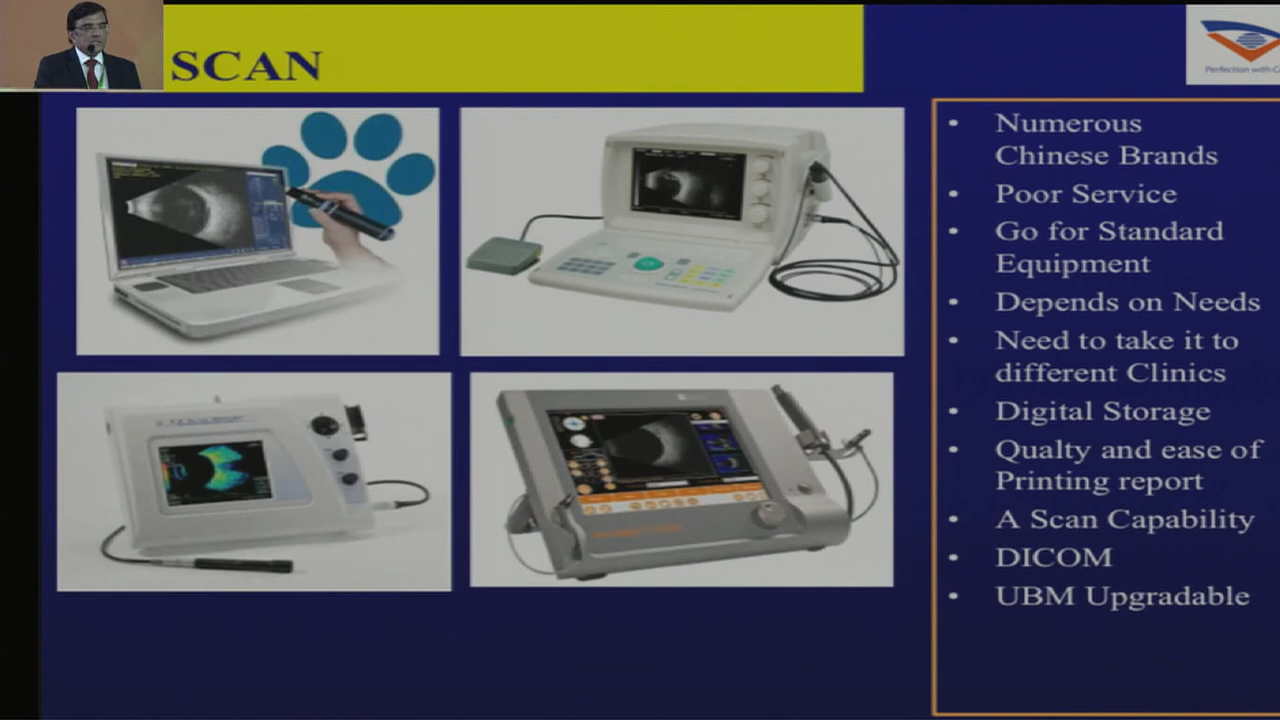 SCAN
Perfection with
• Numerous
Chinese Brands
• Poor Service
• Go for Standard
Equipment
• Depends on Needs
• Need to take it to
different Clinics
• Digital Storage
• Qualty and ease of
Printing report
• A Scan Capability
• DICOM
• UBM Upgradable